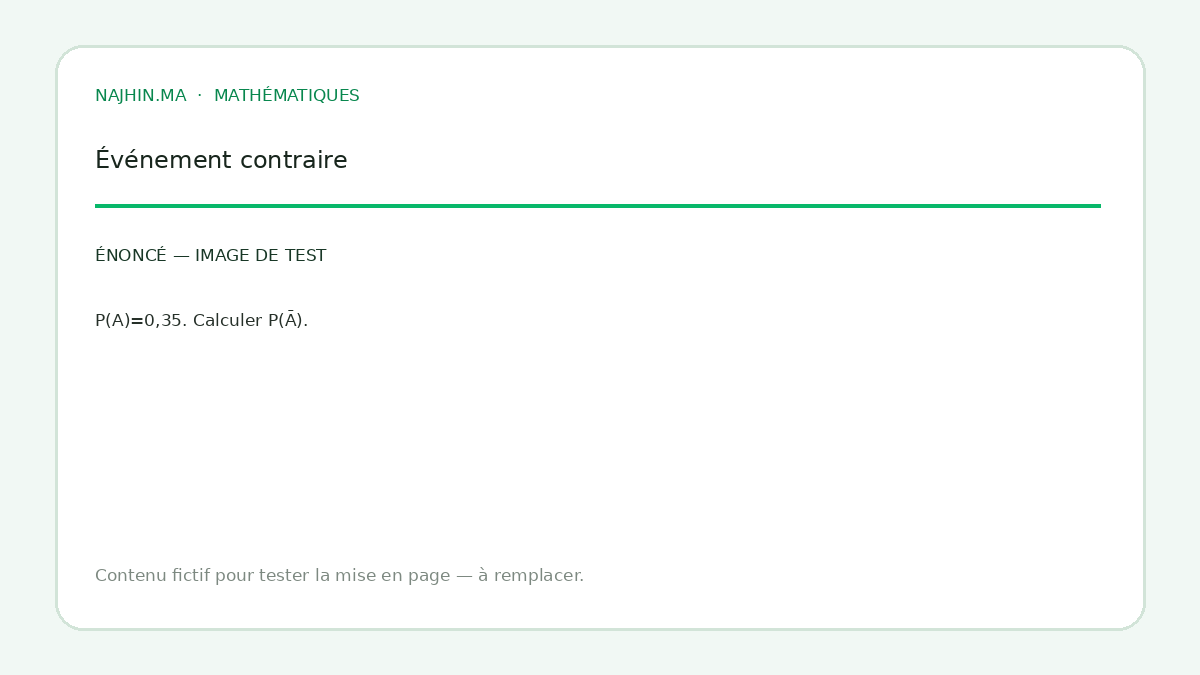 NAJHIN.MA · MATHÉMATIQUES
Événement contraire
ÉNONCÉ — IMAGE DE TEST
P(A)=0,35. Calculer P(Ā).
Contenu fictif pour tester la mise en page — à remplacer.